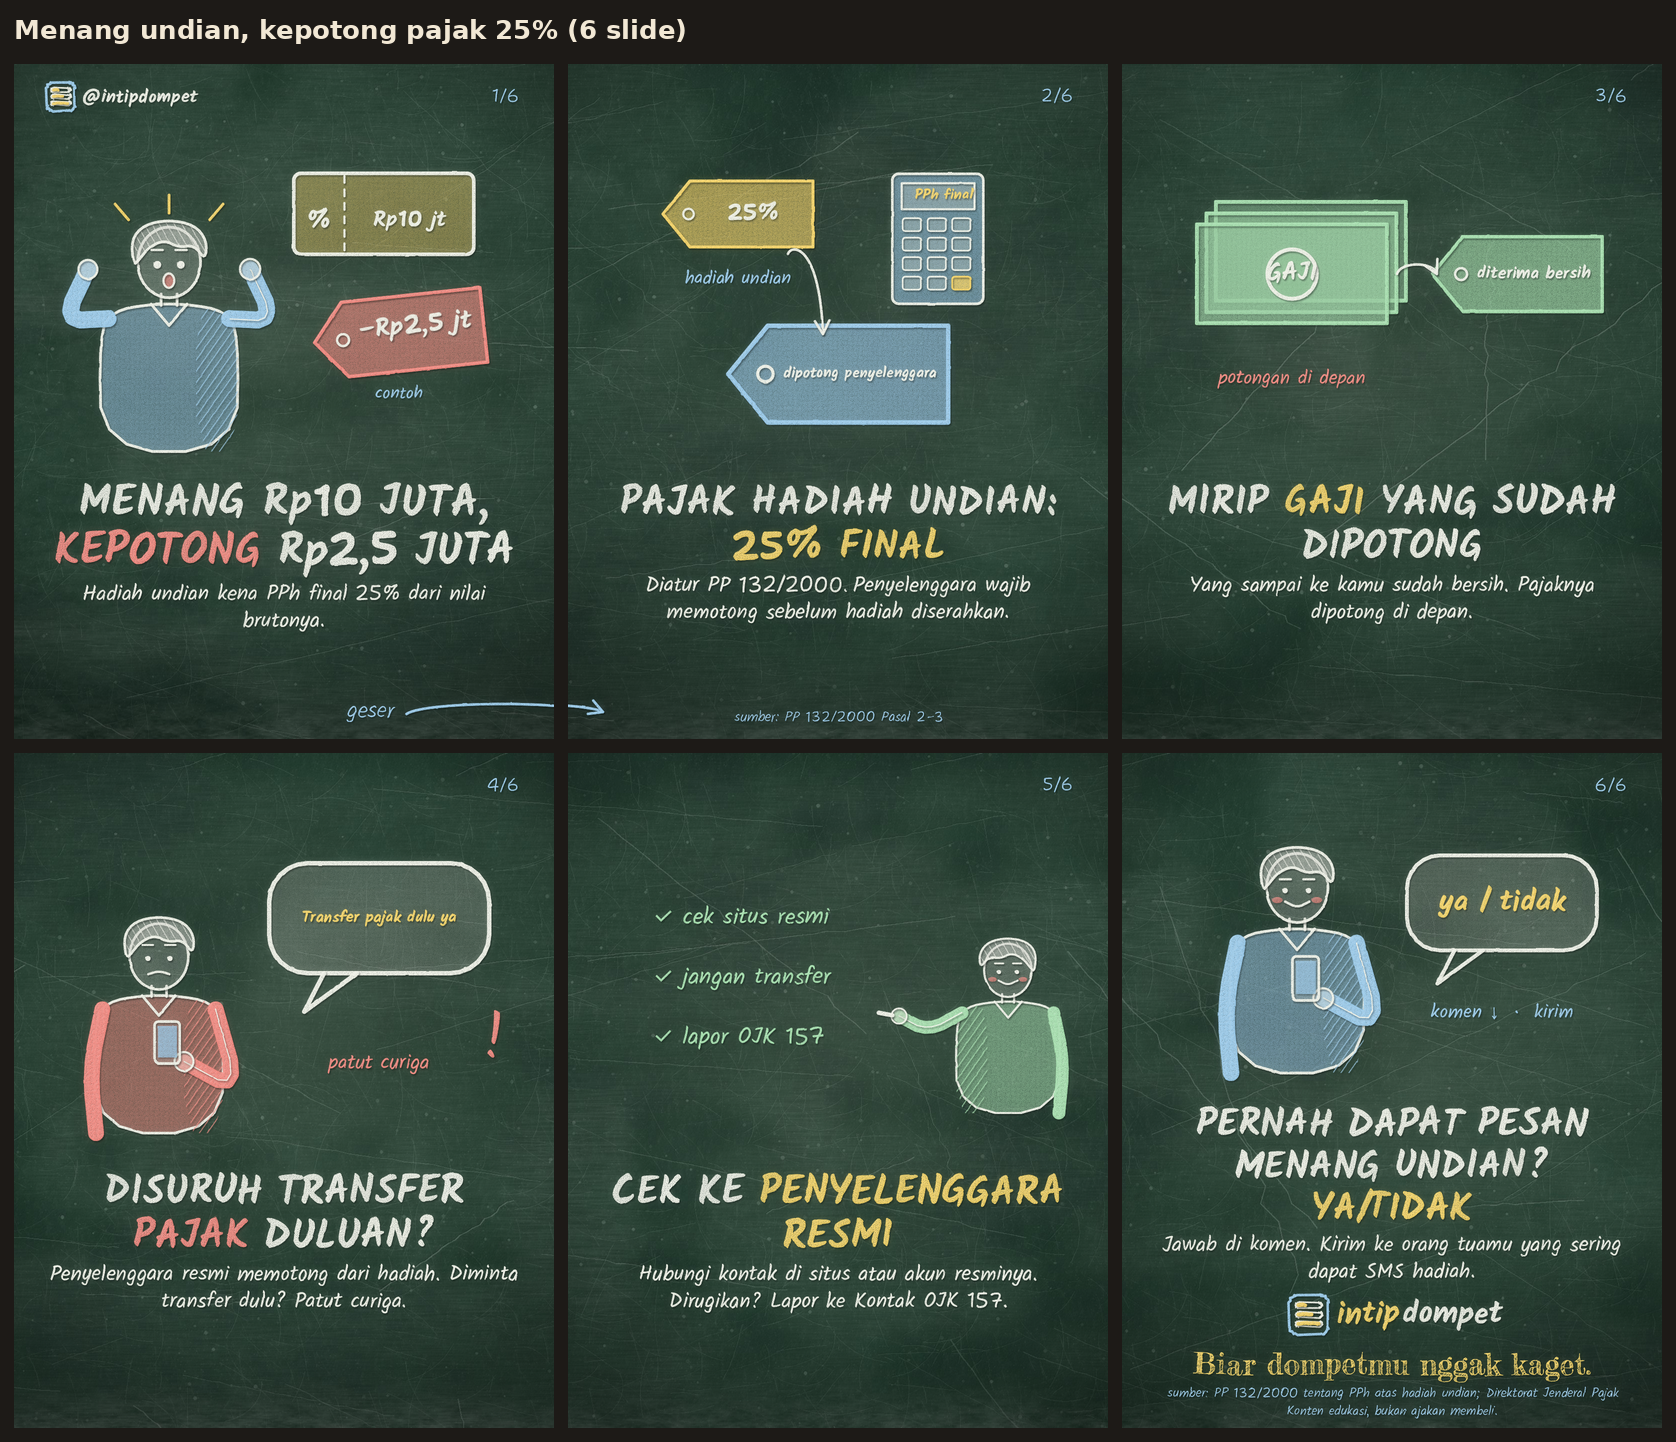 Menang undian, kepotong pajak 25% (6 slide)
@intipdompet
1/6
%
Rp10 jt
-Rp2,5 jt
contoh
MENANG Rp10 JUTA,
KEPOTONG Rp2,5 JUTA
Hadiah undian kena PPh final 25% dari nilai
brutonya.
geser
2/6
25%
PPh final
hadiah undian
dipotong penyelenggara
PAJAK HADIAH UNDIAN:
25% FINAL
Diatur PP 132/2000. Penyelenggara wajib
memotong sebelum hadiah diserahkan.
sumber: PP 132/2000 Pasal 2-3
3/6
GAJI
diterima bersih
potongan di depan
MIRIP GAJI YANG SUDAH
DIPOTONG
Yang sampai ke kamu sudah bersih. Pajaknya
dipotong di depan.
4/6
Transfer pajak dulu ya
!
patut curiga
DISURUH TRANSFER
PAJAK DULUAN?
Penyelenggara resmi memotong dari hadiah. Diminta
transfer dulu? Patut curiga.
5/6
✓ cek situs resmi
✓ jangan transfer
✓ lapor OJK 157
CEK KE PENYELENGGARA
RESMI
Hubungi kontak di situs atau akun resminya.
Dirugikan? Lapor ke Kontak OJK 157.
6/6
ya / tidak
komen ↓ · kirim
PERNAH DAPAT PESAN
MENANG UNDIAN?
YA/TIDAK
Jawab di komen. Kirim ke orang tuamu yang sering
dapat SMS hadiah.
intipdompet
Biar dompetmu nggak kaget.
sumber: PP 132/2000 tentang PPh atas hadiah undian; Direktorat Jenderal Pajak
Konten edukasi, bukan ajakan membeli.